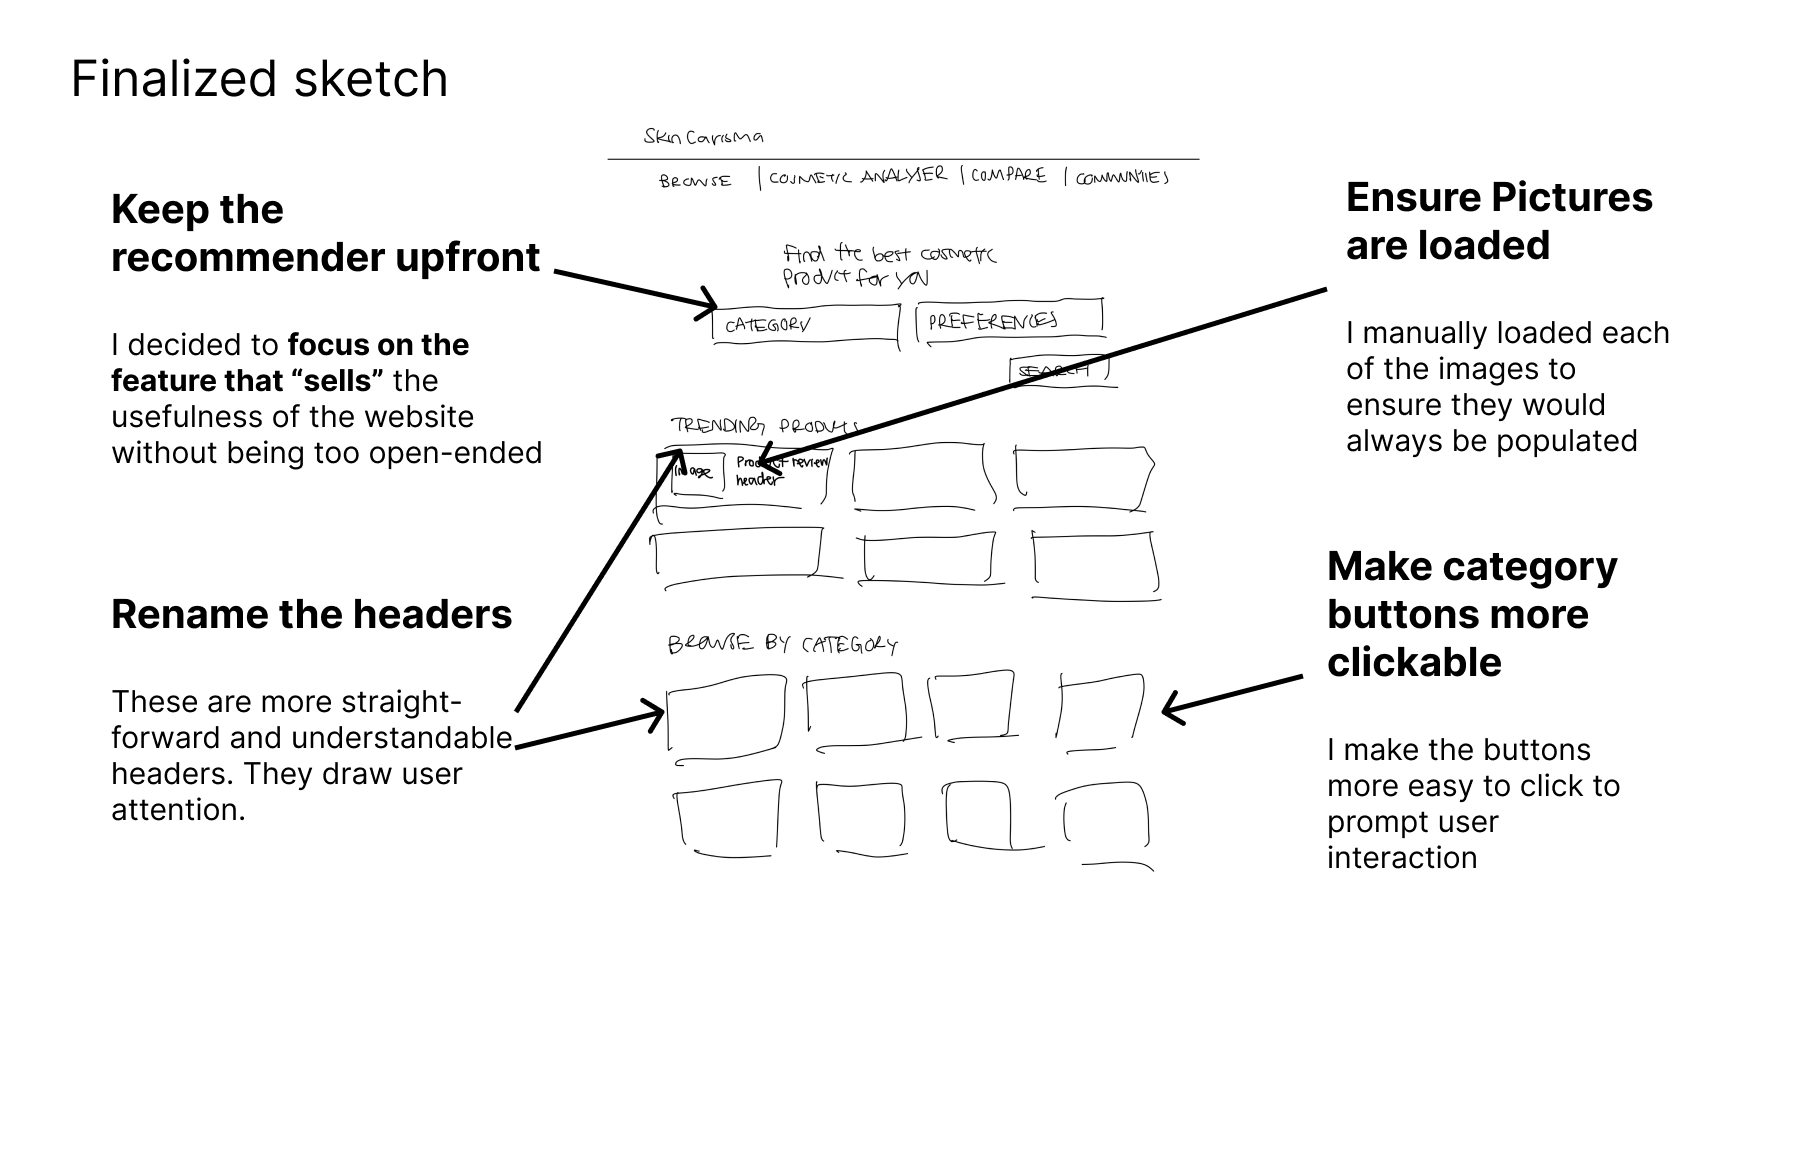 Finalized sketch
Skin Carisma
BROWSE | COSMETIC ANALYSER | COMPARE | COMMUNITIES
Keep the
recommender upfront
I decided to focus on the
feature that “sells” the
usefulness of the website
without being too open-ended
Rename the headers
These are more straight-
forward and understandable
headers. They draw user
attention.
Find the best cosmetic
Product for you
CATEGORY
PREFERENCES
SEARCH
TRENDING PRODUCTS
Image
Product review
header
BROWSE BY CATEGORY
Ensure Pictures
are loaded
I manually loaded each
of the images to
ensure they would
always be populated
Make category
buttons more
clickable
I make the buttons
more easy to click to
prompt user
interaction